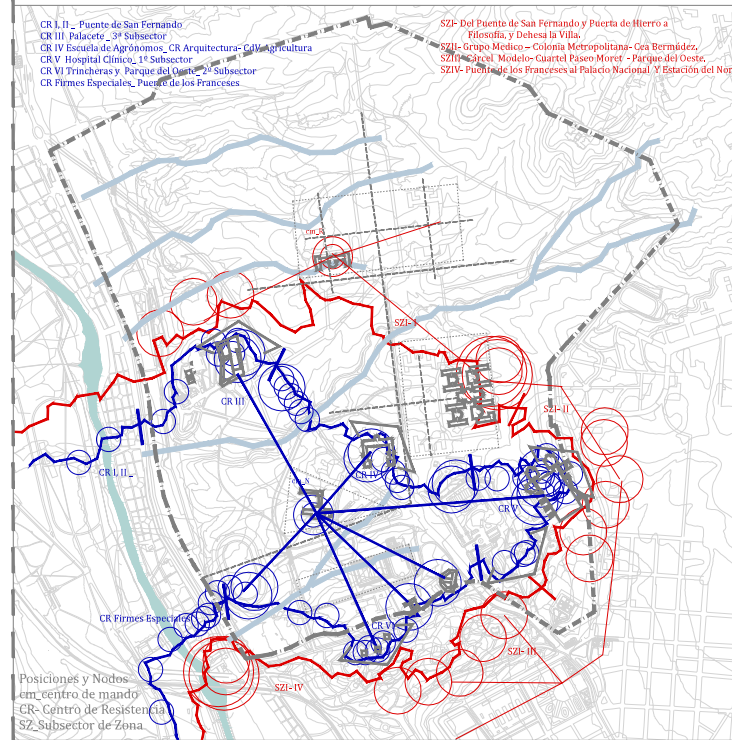 CR I, II _ Puente de San Fernando
CR III Palacete_ 3ª Subsector
CR IV Escuela de Agrónomos_ CR Arquitectura- CdV Agricultura
CR V Hospital Clínico_ 1º Subsector
CR VI Trincheras y Parque del Oeste_ 2º Subsector
CR Firmes Especiales_ Puente de los Franceses
SZI- Del Puente de San Fernando y Puerta de Hierro a
Filosofía, y Dehesa la Villa.
SZII- Grupo Medico – Colonia Metropolitana- Cea Bermúdez.
SZIII- Cárcel Modelo- Cuartel Paseo Moret - Parque del Oeste.
SZIV- Puente de los Franceses al Palacio Nacional Y Estación del Nor
cm_R
SZI- I
CR III
SZI- II
CR I, II _
CR IV
cm_N
CR V
CR Firmes Especiales
CR VI
SZI- III
SZI- IV
Posiciones y Nodos
cm_centro de mando
CR- Centro de Resistencia
SZ_Subsector de Zona